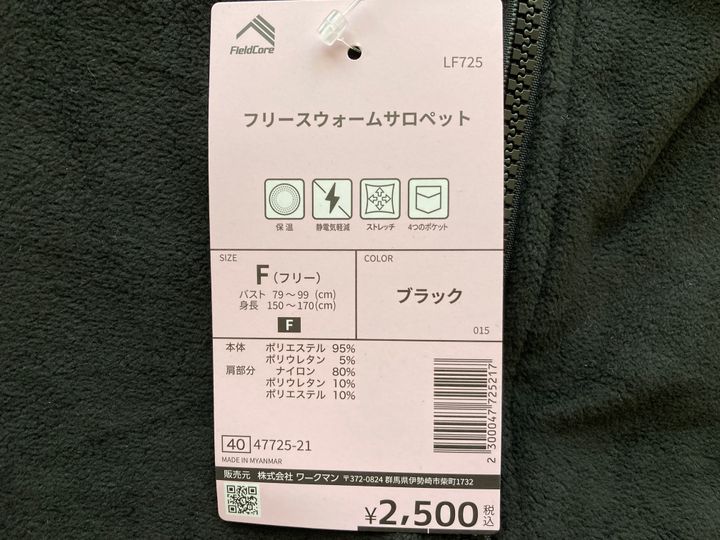 FieldCore
LF725
フリースウォームサロペット
保温 静電気軽減 ストレッチ 4つのポケット
SIZE
F(フリー)
バスト 79～99 (cm)
身長 150～170(cm)
F
COLOR
ブラック
015
本体 ポリエステル 95%
ポリウレタン 5%
肩部分 ナイロン 80%
ポリウレタン 10%
ポリエステル 10%
2 300047 725217
40 47725-21
MADE IN MYANMAR
販売元 株式会社 ワークマン 〒372-0824 群馬県伊勢崎市柴町1732
¥2,500税込